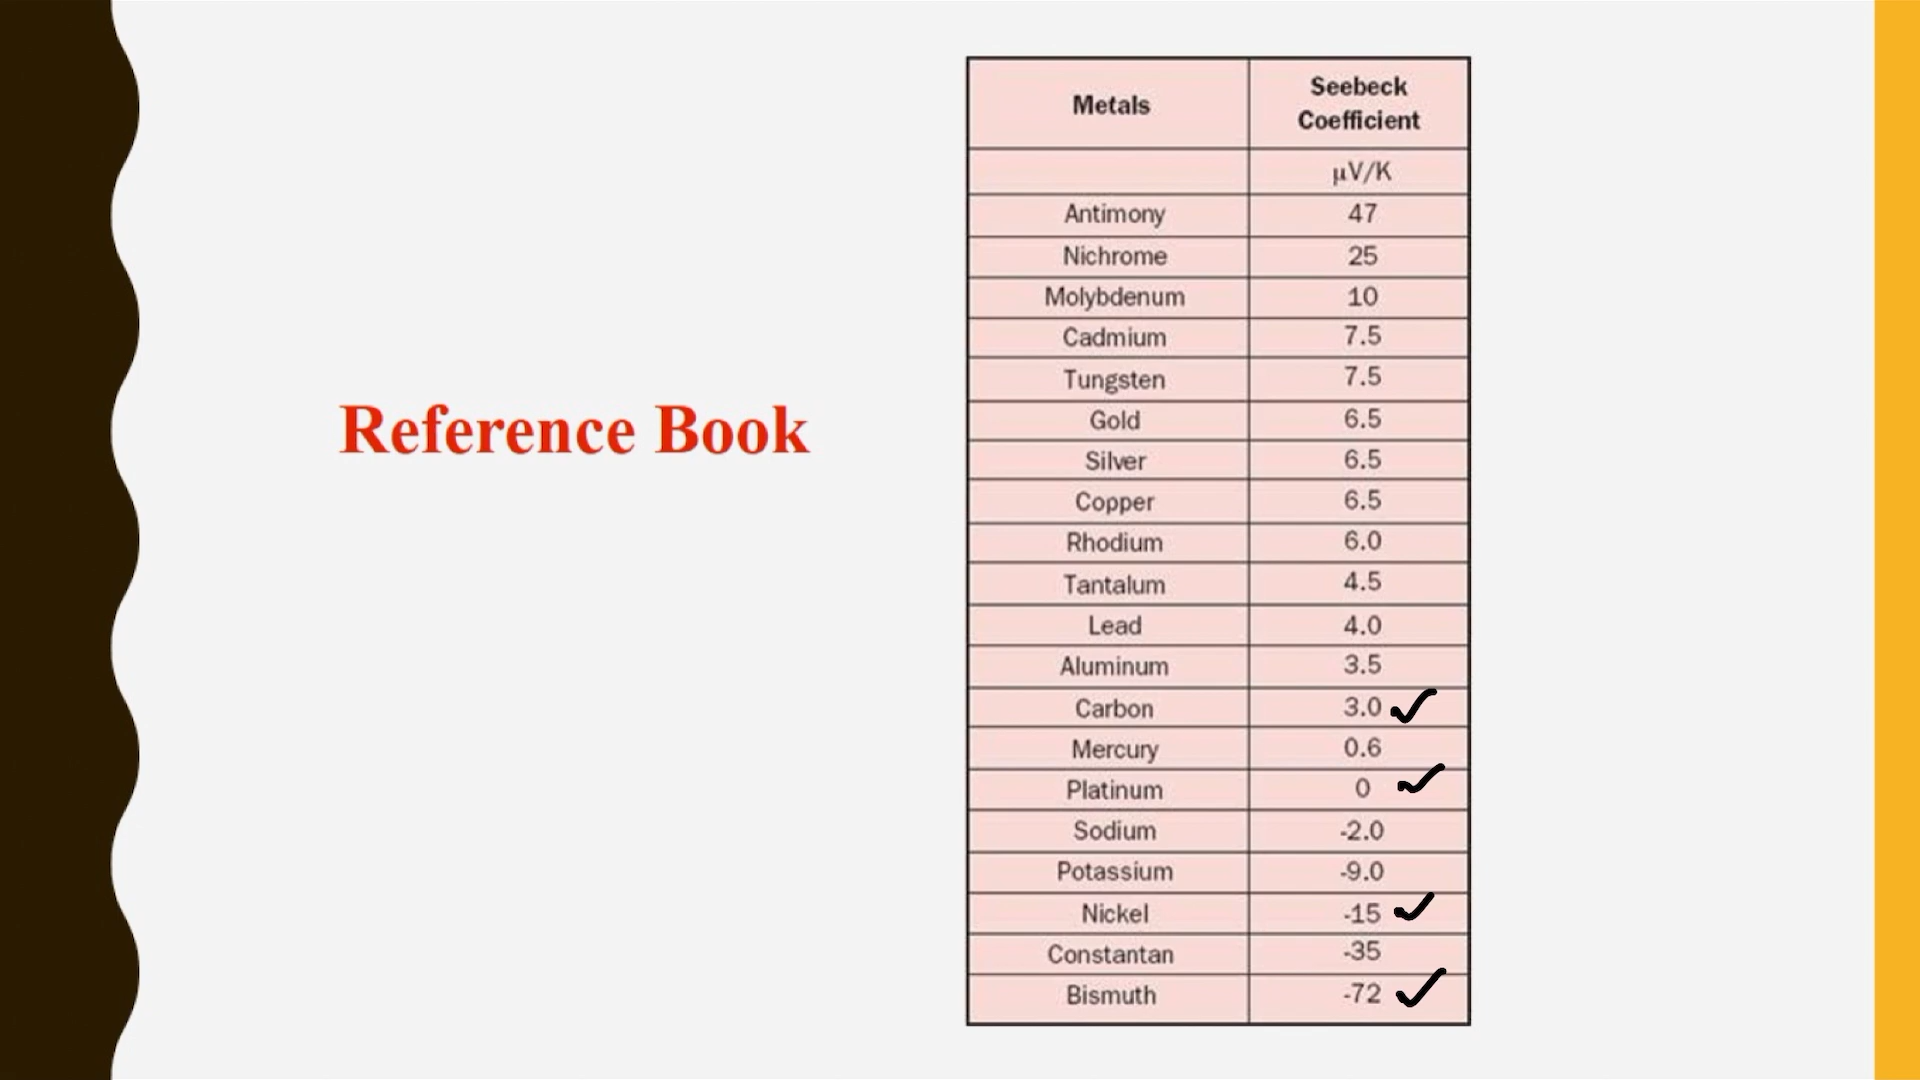 Reference Book
Metals Seebeck Coefficient
μV/K
Antimony 47
Nichrome 25
Molybdenum 10
Cadmium 7.5
Tungsten 7.5
Gold 6.5
Silver 6.5
Copper 6.5
Rhodium 6.0
Tantalum 4.5
Lead 4.0
Aluminum 3.5
Carbon 3.0
Mercury 0.6
Platinum 0
Sodium -2.0
Potassium -9.0
Nickel -15
Constantan -35
Bismuth -72